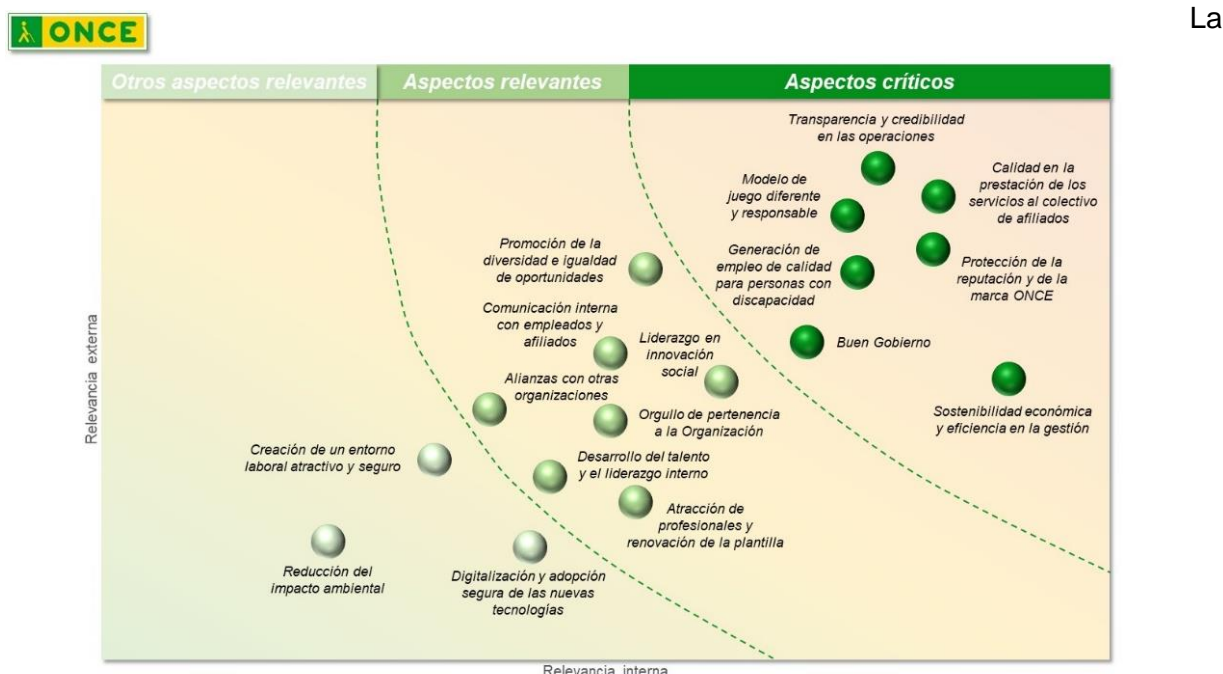 La
ONCE
Otros aspectos relevantes
Aspectos relevantes
Aspectos críticos
Transparencia y credibilidad
en las operaciones
Calidad en la
prestación de los
servicios al colectivo
de afiliados
Modelo de
juego diferente
y responsable
Promoción de la
diversidad e igualdad
de oportunidades
Generación de
empleo de calidad
para personas con
discapacidad
Protección de la
reputación y de la
marca ONCE
Comunicación interna
con empleados y
afiliados
Liderazgo en
innovación
social
Buen Gobierno
Alianzas con otras
organizaciones
Orgullo de pertenencia
a la Organización
Sostenibilidad económica
y eficiencia en la gestión
Creación de un entorno
laboral atractivo y seguro
Desarrollo del talento
y el liderazgo interno
Atracción de
profesionales y
renovación de la plantilla
Reducción del
impacto ambiental
Digitalización y adopción
segura de las nuevas
tecnologías
Relevancia externa
Relevancia interna